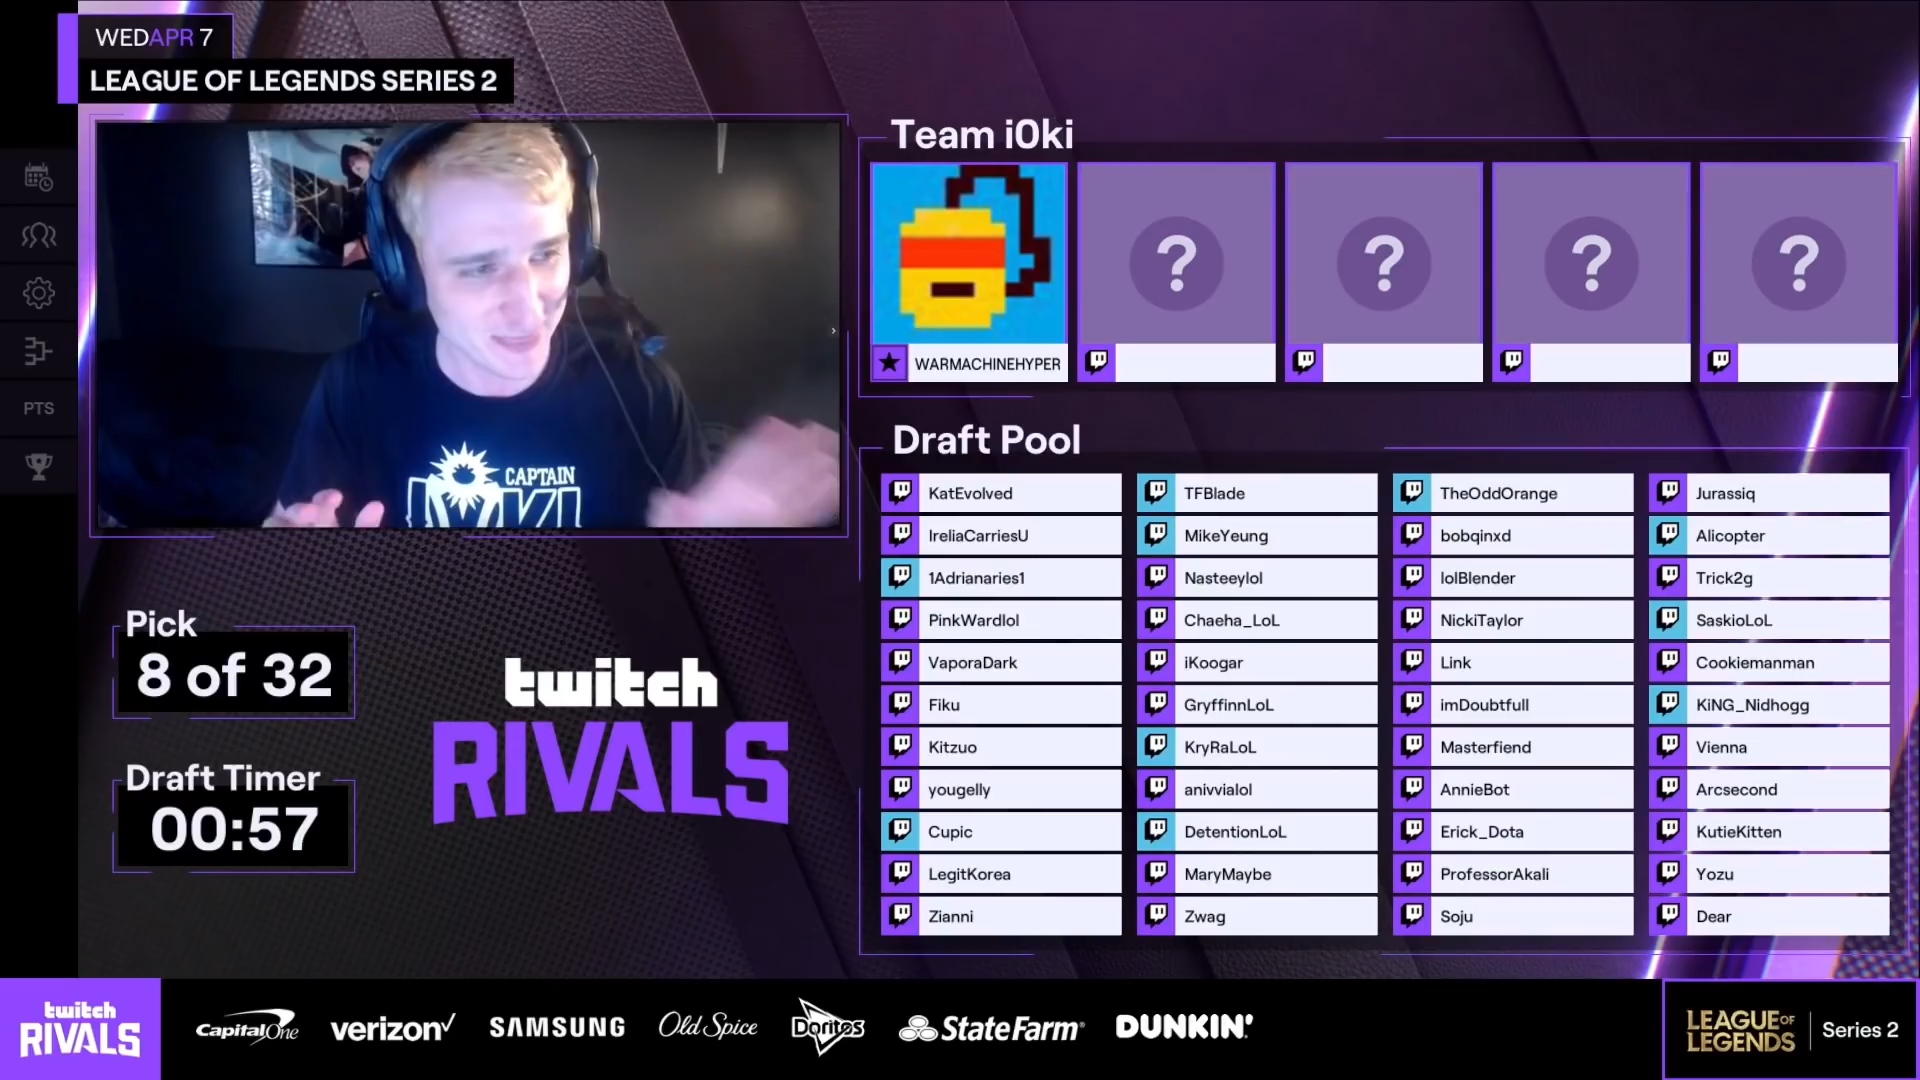 WED APR 7
LEAGUE OF LEGENDS SERIES 2
PTS
CAPTAIN
Team i0ki
WARMACHINEHYPER
? ? ? ?
Draft Pool
KatEvolved TFBlade TheOddOrange Jurassiq
IreliaCarriesU MikeYeung bobqinxd Alicopter
1Adrianaries1 Nasteeylol lolBlender Trick2g
PinkWardlol Chaeha_LoL NickiTaylor SaskioLoL
VaporaDark iKoogar Link Cookiemanman
Fiku GryffinnLoL imDoubtfull KiNG_Nidhogg
Kitzuo KryRaLoL Masterfiend Vienna
yougelly anivvialol AnnieBot Arcsecond
Cupic DetentionLoL Erick_Dota KutieKitten
LegitKorea MaryMaybe ProfessorAkali Yozu
Zianni Zwag Soju Dear
Pick
8 of 32
Draft Timer
00:57
twitch
RIVALS
twitch
RIVALS
Capital One verizon SAMSUNG Old Spice Doritos State Farm DUNKIN'
LEAGUE OF
LEGENDS
Series 2